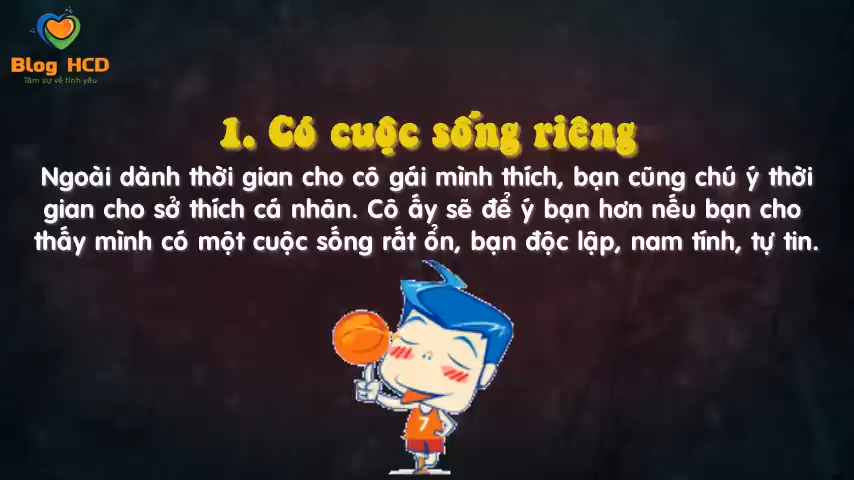 Blog HCD
Tâm sự về tình yêu
1. Có cuộc sống riêng
Ngoài dành thời gian cho cô gái mình thích, bạn cũng chú ý thời
gian cho sở thích cá nhân. Cô ấy sẽ để ý bạn hơn nếu bạn cho
thấy mình có một cuộc sống rất ổn, bạn độc lập, nam tính, tự tin.
7